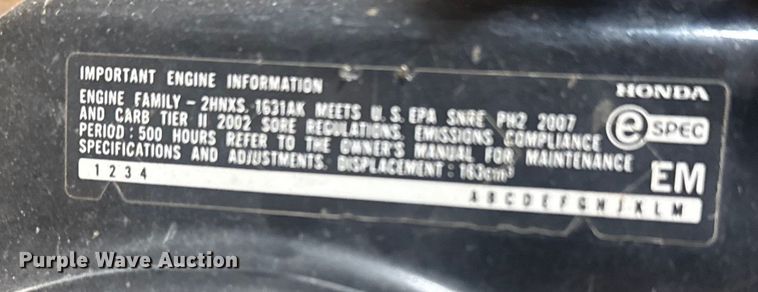 IMPORTANT ENGINE INFORMATION
HONDA
ENGINE FAMILY - 2HNXS. 1631AK MEETS U.S. EPA SNRE PH2 2007
AND CARB TIER II 2002 SORE REGULATIONS. EMISSIONS COMPLIANCE
PERIOD : 500 HOURS REFER TO THE OWNER'S MANUAL FOR MAINTENANCE
SPECIFICATIONS AND ADJUSTMENTS. DISPLACEMENT : 163cm³
e SPEC
EM
1 2 3 4
A B C D E F G H I K L M
Purple Wave Auction